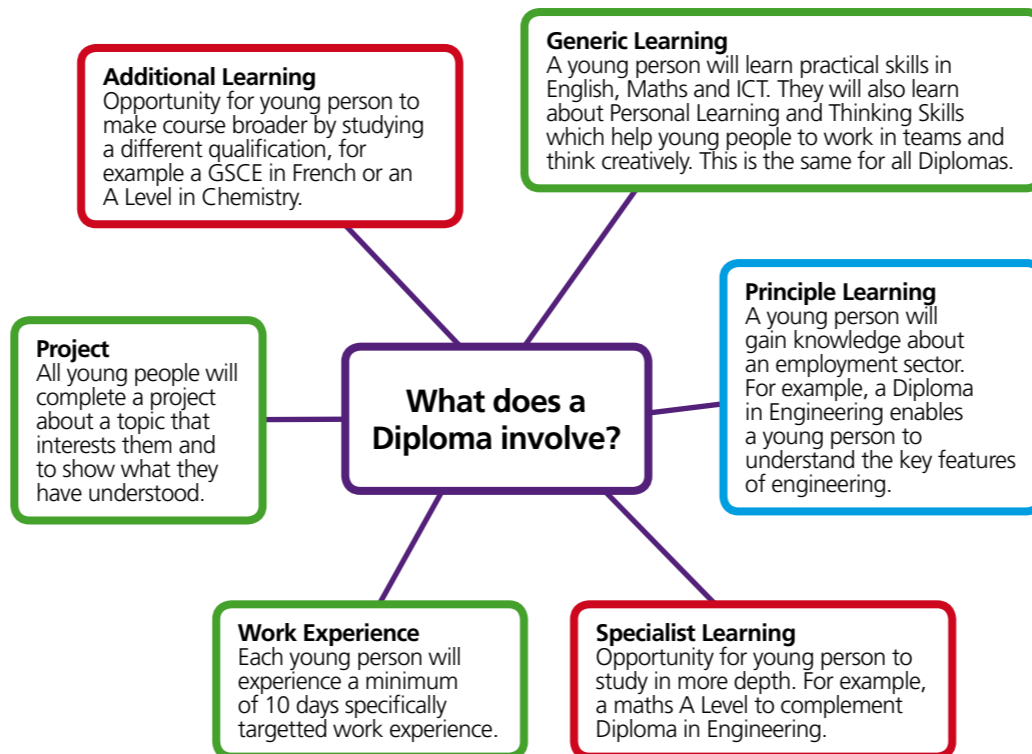 Additional Learning
Opportunity for young person to
make course broader by studying
a different qualification, for
example a GSCE in French or an
A Level in Chemistry.
Generic Learning
A young person will learn practical skills in
English, Maths and ICT. They will also learn
about Personal Learning and Thinking Skills
which help young people to work in teams and
think creatively. This is the same for all Diplomas.
Project
All young people will
complete a project
about a topic that
interests them and
to show what they
have understood.
What does a
Diploma involve?
Principle Learning
A young person will
gain knowledge about
an employment sector.
For example, a Diploma
in Engineering enables
a young person to
understand the key features
of engineering.
Work Experience
Each young person will
experience a minimum
of 10 days specifically
targetted work experience.
Specialist Learning
Opportunity for young person to
study in more depth. For example,
a maths A Level to complement
Diploma in Engineering.